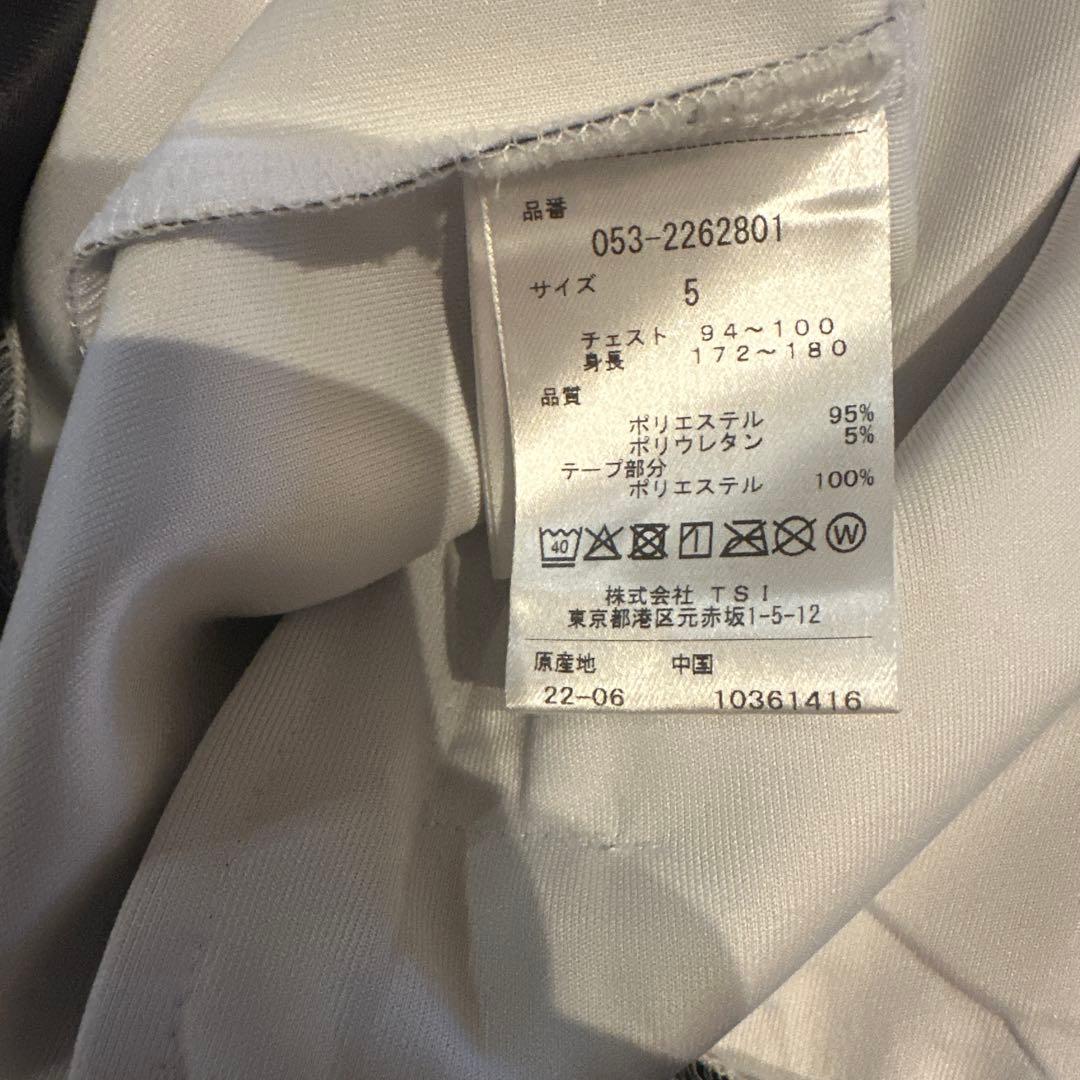 品番
053-2262801
サイズ 5
チェスト 94～100
身長 172～180
品質
ポリエステル 95%
ポリウレタン 5%
テープ部分
ポリエステル 100%
40 W
株式会社 TSI
東京都港区元赤坂1-5-12
原産地 中国
22-06 10361416